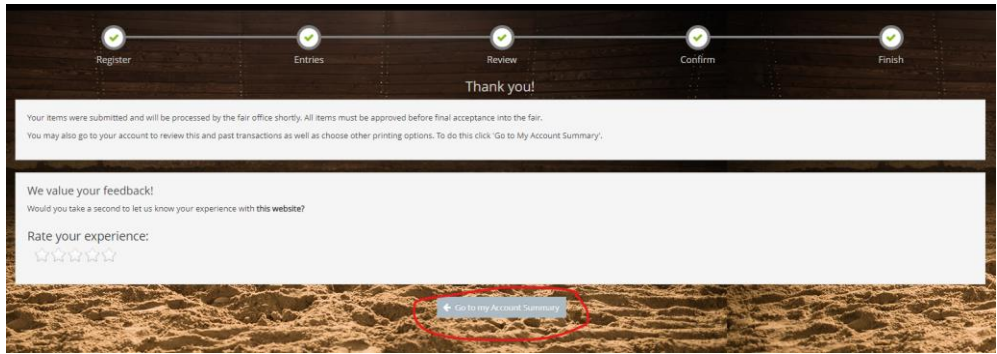 Register Entries Review Confirm Finish
Thank you!
Your items were submitted and will be processed by the fair office shortly. All items must be approved before final acceptance into the fair.
You may also go to your account to review this and past transactions as well as choose other printing options. To do this click 'Go to My Account Summary'.
We value your feedback!
Would you take a second to let us know your experience with this website?
Rate your experience:
Go to my Account Summary